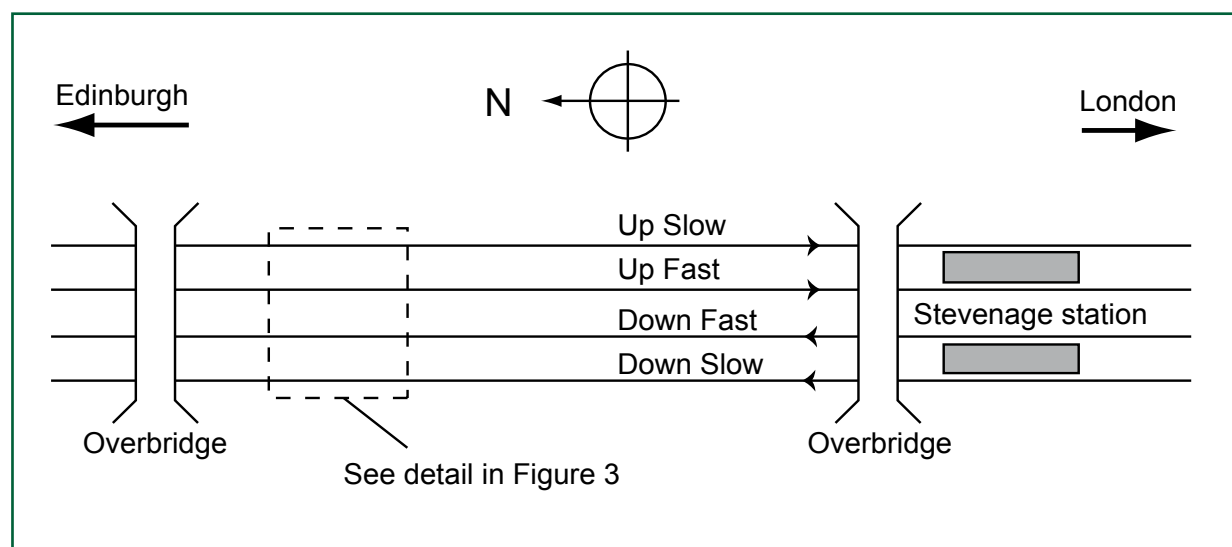 Edinburgh
N
London
Up Slow
Up Fast
Down Fast
Stevenage station
Down Slow
Overbridge
Overbridge
See detail in Figure 3